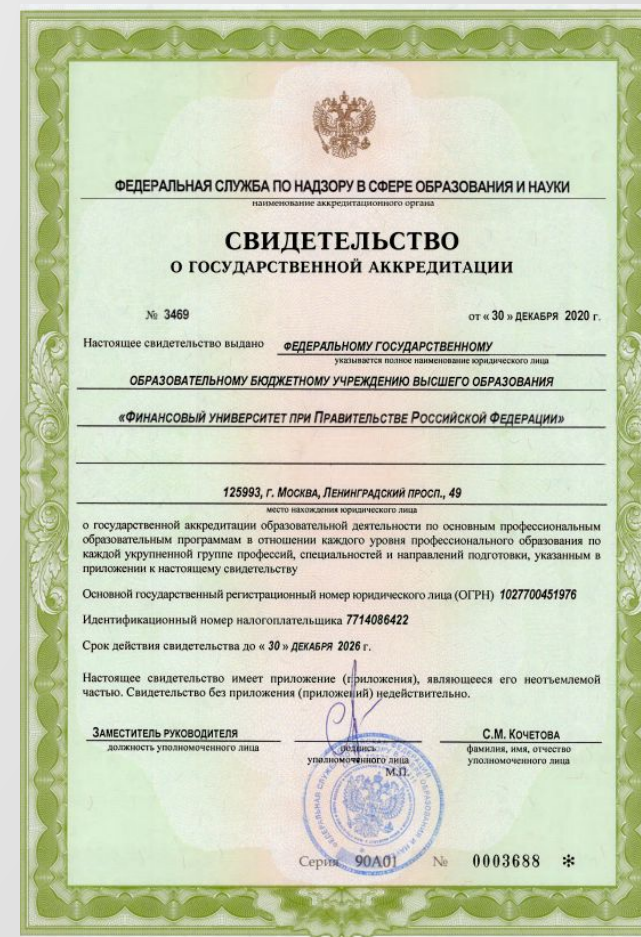 ФЕДЕРАЛЬНАЯ СЛУЖБА ПО НАДЗОРУ В СФЕРЕ ОБРАЗОВАНИЯ И НАУКИ
наименование аккредитационного органа
СВИДЕТЕЛЬСТВО
О ГОСУДАРСТВЕННОЙ АККРЕДИТАЦИИ
№ 3469 от « 30 » ДЕКАБРЯ 2020 г.
Настоящее свидетельство выдано ФЕДЕРАЛЬНОМУ ГОСУДАРСТВЕННОМУ
указывается полное наименование юридического лица
ОБРАЗОВАТЕЛЬНОМУ БЮДЖЕТНОМУ УЧРЕЖДЕНИЮ ВЫСШЕГО ОБРАЗОВАНИЯ
«ФИНАНСОВЫЙ УНИВЕРСИТЕТ ПРИ ПРАВИТЕЛЬСТВЕ РОССИЙСКОЙ ФЕДЕРАЦИИ»
125993, Г. МОСКВА, ЛЕНИНГРАДСКИЙ ПРОСП., 49
место нахождения юридического лица
о государственной аккредитации образовательной деятельности по основным профессиональным
образовательным программам в отношении каждого уровня профессионального образования по
каждой укрупненной группе профессий, специальностей и направлений подготовки, указанным в
приложении к настоящему свидетельству
Основной государственный регистрационный номер юридического лица (ОГРН) 1027700451976
Идентификационный номер налогоплательщика 7714086422
Срок действия свидетельства до « 30 » ДЕКАБРЯ 2026 г.
Настоящее свидетельство имеет приложение (приложения), являющееся его неотъемлемой
частью. Свидетельство без приложения (приложений) недействительно.
ЗАМЕСТИТЕЛЬ РУКОВОДИТЕЛЯ С.М. КОЧЕТОВА
должность уполномоченного лица подпись фамилия, имя, отчество
уполномоченного лица уполномоченного лица
М.П.
Серия 90А01 № 0003688 *